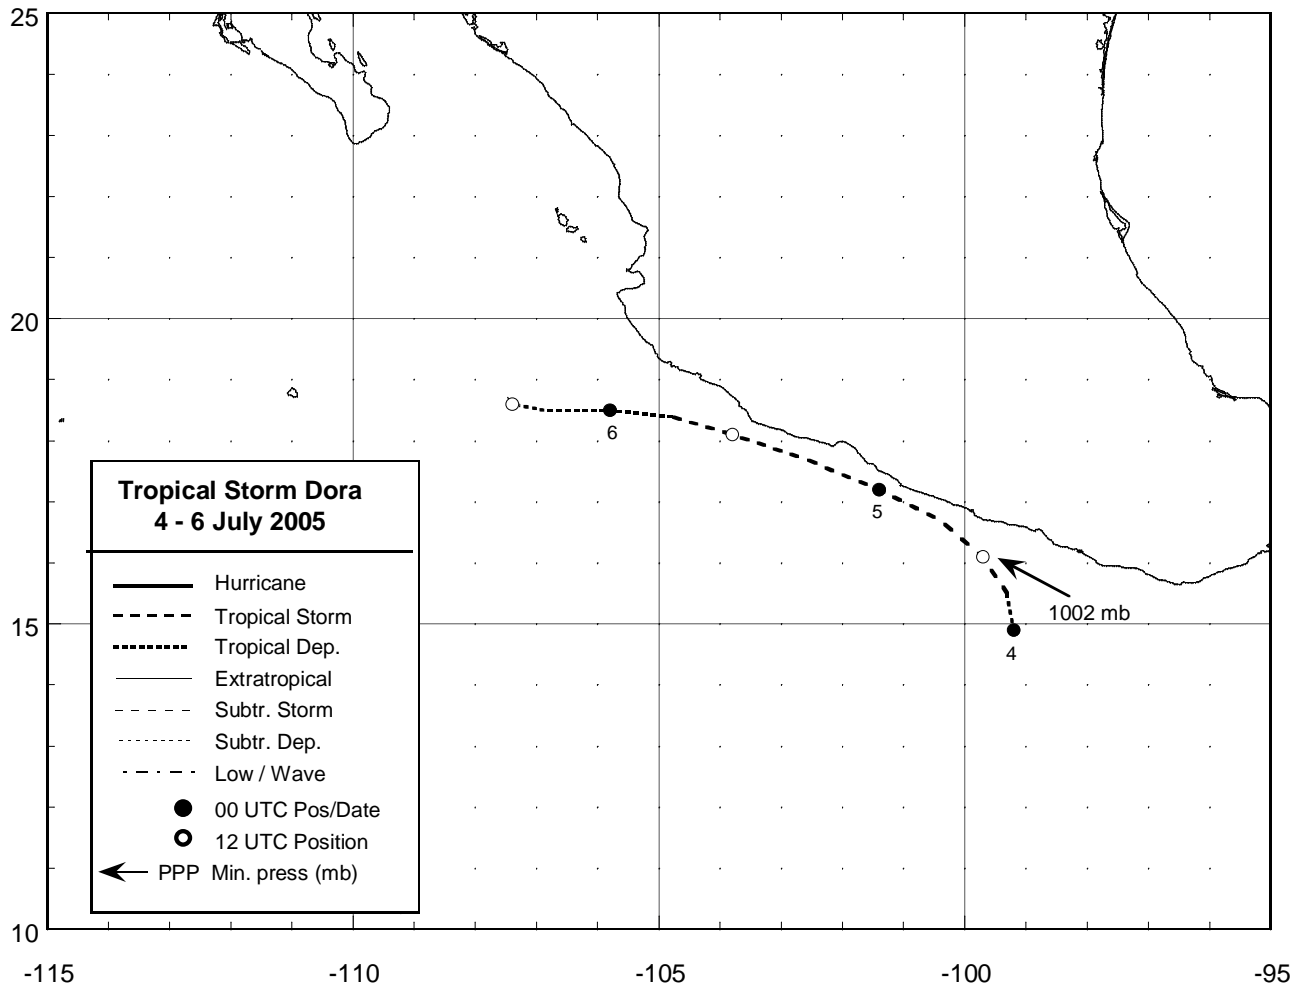 25
20
6
Tropical Storm Dora
4 - 6 July 2005
5
Hurricane
Tropical Storm
1002 mb
15
Tropical Dep.
4
Extratropical
Subtr. Storm
Subtr. Dep.
Low / Wave
00 UTC Pos/Date
12 UTC Position
PPP Min. press (mb)
10
-115 -110 -105 -100 -95